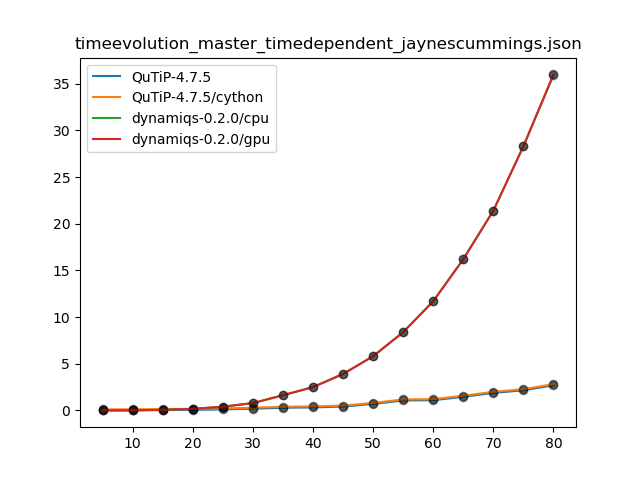 timeevolution_master_timedependent_jaynescummings.json
QuTiP-4.7.5
QuTiP-4.7.5/cython
dynamiqs-0.2.0/cpu
dynamiqs-0.2.0/gpu
35
30
25
20
15
10
5
0
10 20 30 40 50 60 70 80